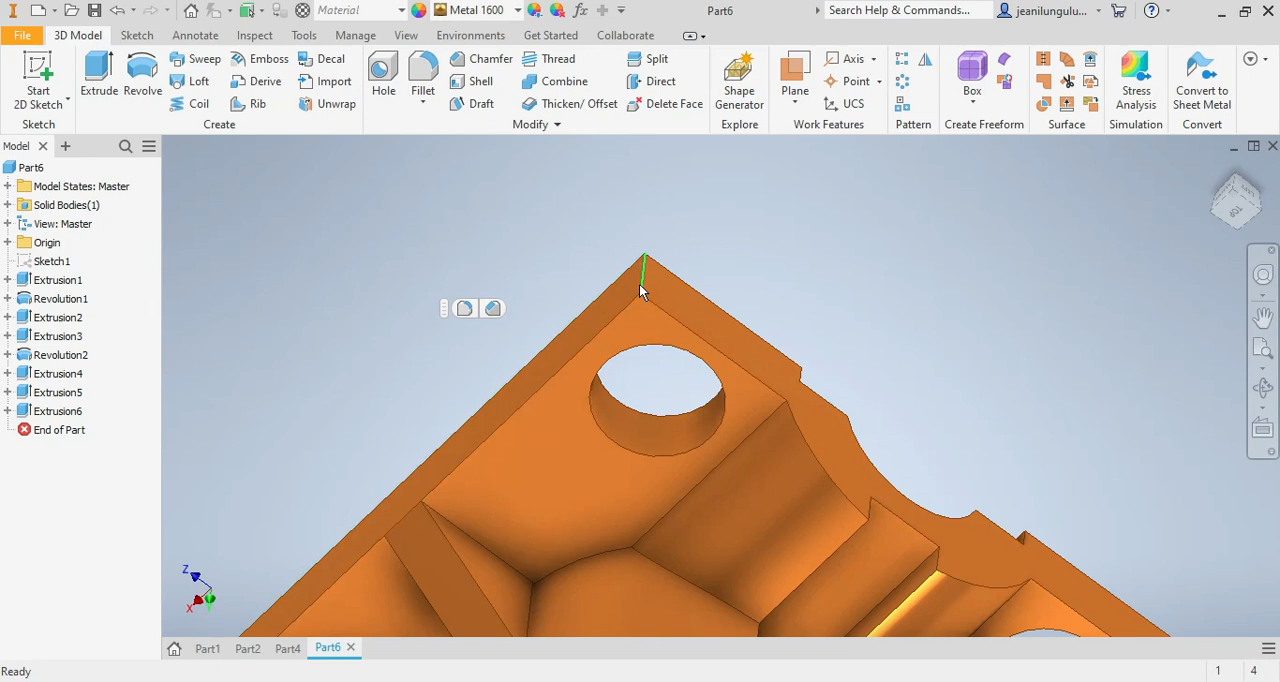 Material
Metal 1600
fx
Part6
Search Help & Commands...
jeanilungulu...
File
3D Model
Sketch
Annotate
Inspect
Tools
Manage
View
Environments
Get Started
Collaborate
Start
2D Sketch
Extrude
Revolve
Sweep
Loft
Coil
Embos
Derive
Rib
Decal
Import
Unwrap
Hole
Fillet
Chamfer
Shell
Draft
Thread
Combine
Thicken/ Offset
Split
Direct
Delete Face
Shape
Generator
Plane
Axis
Point
UCS
Box
Stress
Analysis
Convert to
Sheet Metal
Sketch
Create
Modify
Explore
Work Features
Pattern
Create Freeform
Surface
Simulation
Convert
Model
Part6
Model States: Master
Solid Bodies(1)
View: Master
Origin
Sketch1
Extrusion1
Revolution1
Extrusion2
Extrusion3
Revolution2
Extrusion4
Extrusion5
Extrusion6
End of Part
TOP
Z
X
Part1
Part2
Part4
Part6
Ready
1
4